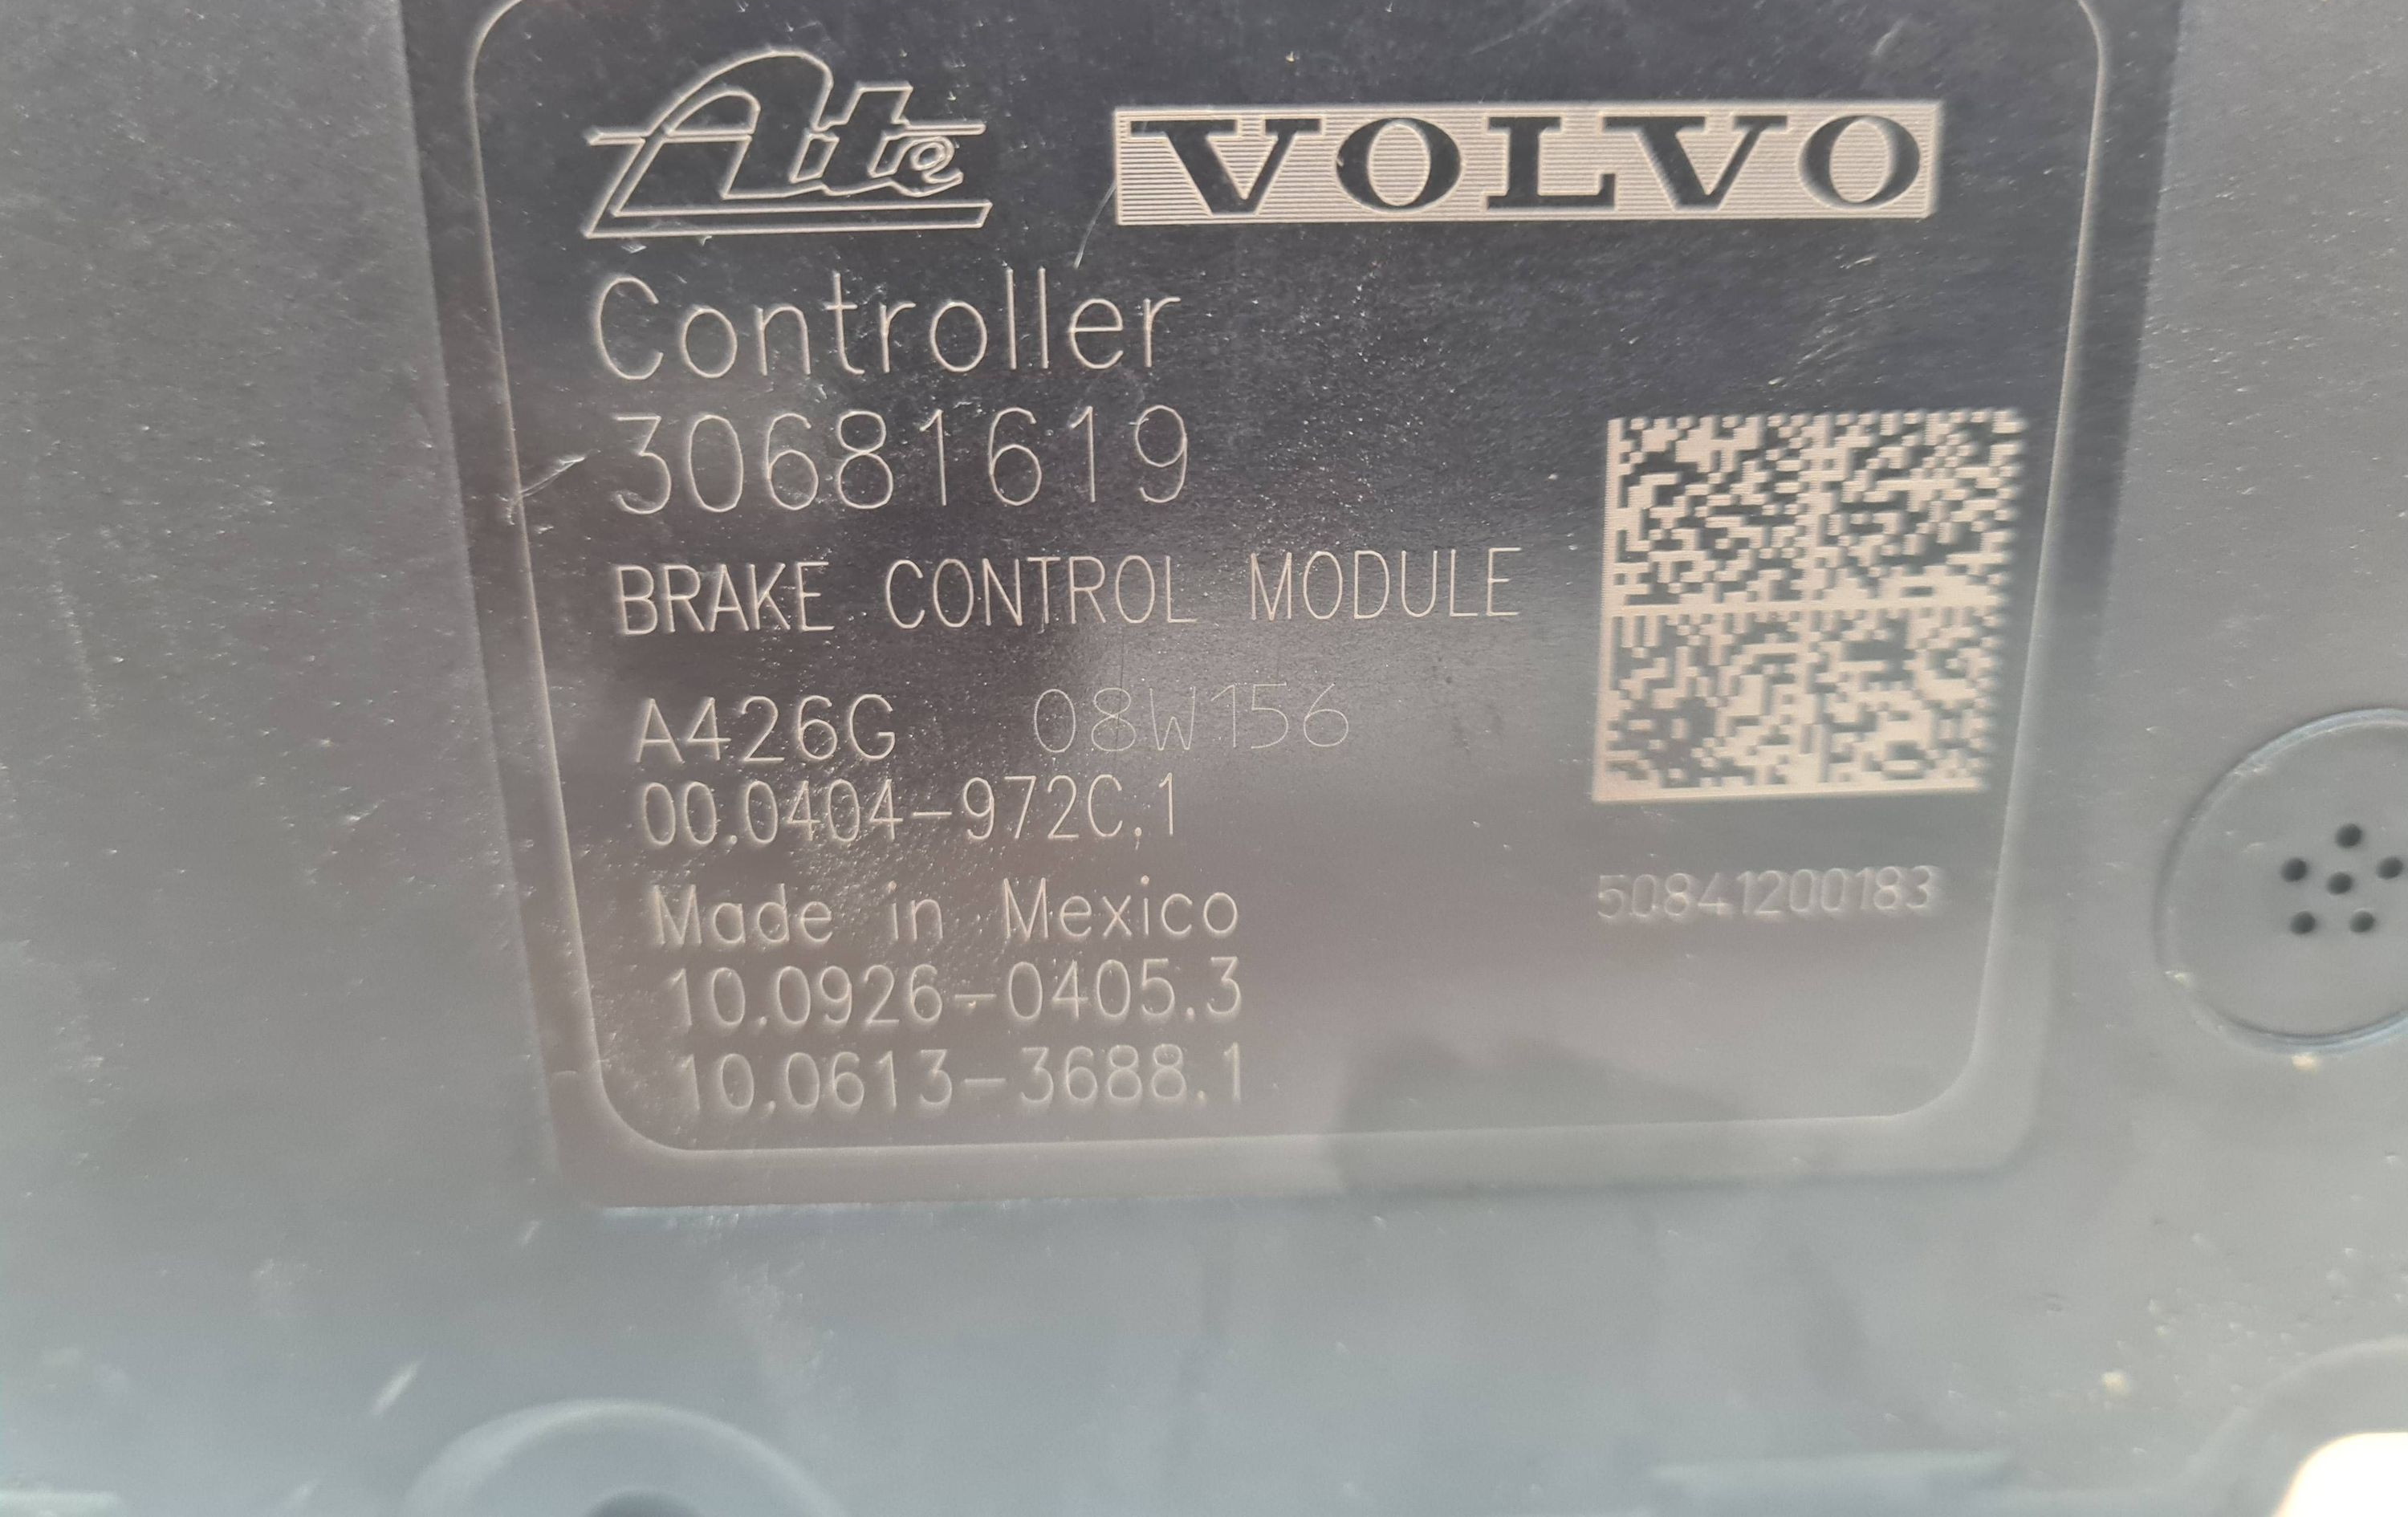 Ate VOLVO
Controller
30681619
BRAKE CONTROL MODULE
A426G 08W156
00.0404-972C.1
Made in Mexico
50841200183
10.0926-0405.3
10.0613-3688.1